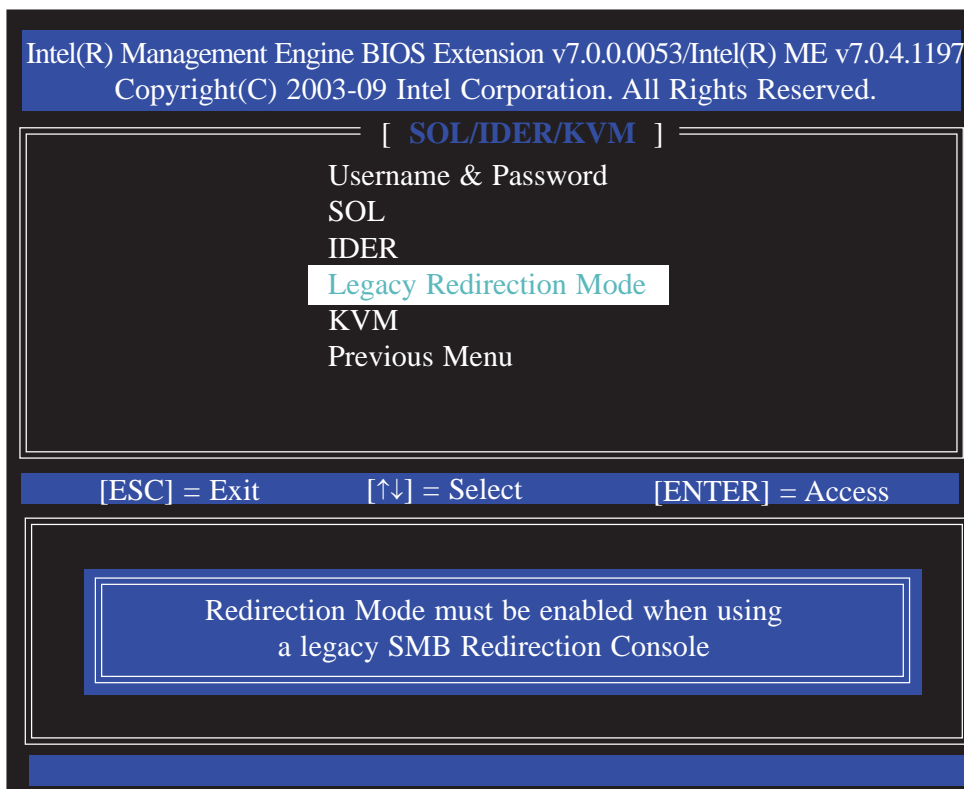 Intel(R) Management Engine BIOS Extension v7.0.0.0053/Intel(R) ME v7.0.4.1197
Copyright(C) 2003-09 Intel Corporation. All Rights Reserved.
[ SOL/IDER/KVM ]
Username & Password
SOL
IDER
Legacy Redirection Mode
KVM
Previous Menu
[ESC] = Exit [↑↓] = Select [ENTER] = Access
Redirection Mode must be enabled when using
a legacy SMB Redirection Console